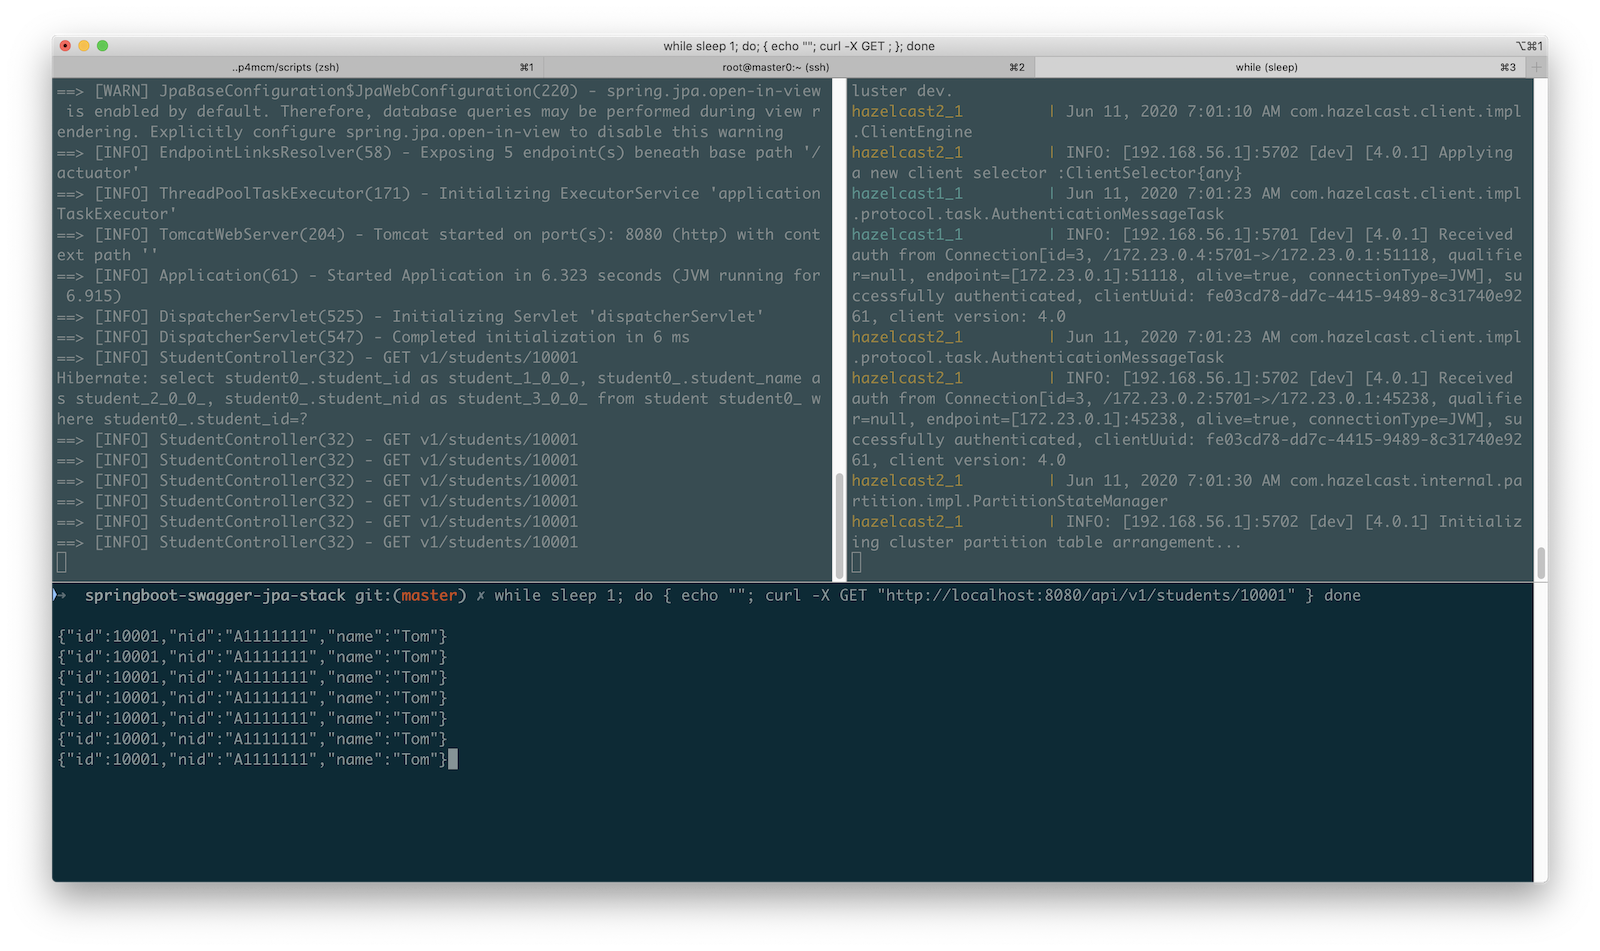 while sleep 1; do; { echo ""; curl -X GET ; }; done
⌥⌘1
..p4mcm/scripts (zsh)
⌘1
root@master0:~ (ssh)
⌘2
while (sleep)
⌘3
==> [WARN] JpaBaseConfiguration$JpaWebConfiguration(220) - spring.jpa.open-in-view
is enabled by default. Therefore, database queries may be performed during view r
endering. Explicitly configure spring.jpa.open-in-view to disable this warning
==> [INFO] EndpointLinksResolver(58) - Exposing 5 endpoint(s) beneath base path '/
actuator'
==> [INFO] ThreadPoolTaskExecutor(171) - Initializing ExecutorService 'application
TaskExecutor'
==> [INFO] TomcatWebServer(204) - Tomcat started on port(s): 8080 (http) with cont
ext path ''
==> [INFO] Application(61) - Started Application in 6.323 seconds (JVM running for
6.915)
==> [INFO] DispatcherServlet(525) - Initializing Servlet 'dispatcherServlet'
==> [INFO] DispatcherServlet(547) - Completed initialization in 6 ms
==> [INFO] StudentController(32) - GET v1/students/10001
Hibernate: select student0_.student_id as student_1_0_0_, student0_.student_name a
s student_2_0_0_, student0_.student_nid as student_3_0_0_ from student student0_ w
here student0_.student_id=?
==> [INFO] StudentController(32) - GET v1/students/10001
==> [INFO] StudentController(32) - GET v1/students/10001
==> [INFO] StudentController(32) - GET v1/students/10001
==> [INFO] StudentController(32) - GET v1/students/10001
==> [INFO] StudentController(32) - GET v1/students/10001
==> [INFO] StudentController(32) - GET v1/students/10001
luster dev.
hazelcast2_1 | Jun 11, 2020 7:01:10 AM com.hazelcast.client.impl
.ClientEngine
hazelcast2_1 | INFO: [192.168.56.1]:5702 [dev] [4.0.1] Applying
a new client selector :ClientSelector{any}
hazelcast1_1 | Jun 11, 2020 7:01:23 AM com.hazelcast.client.impl
.protocol.task.AuthenticationMessageTask
hazelcast1_1 | INFO: [192.168.56.1]:5701 [dev] [4.0.1] Received
auth from Connection[id=3, /172.23.0.4:5701->/172.23.0.1:51118, qualifie
r=null, endpoint=[172.23.0.1]:51118, alive=true, connectionType=JVM], su
ccessfully authenticated, clientUuid: fe03cd78-dd7c-4415-9489-8c31740e92
61, client version: 4.0
hazelcast2_1 | Jun 11, 2020 7:01:23 AM com.hazelcast.client.impl
.protocol.task.AuthenticationMessageTask
hazelcast2_1 | INFO: [192.168.56.1]:5702 [dev] [4.0.1] Received
auth from Connection[id=3, /172.23.0.2:5701->/172.23.0.1:45238, qualifie
r=null, endpoint=[172.23.0.1]:45238, alive=true, connectionType=JVM], su
ccessfully authenticated, clientUuid: fe03cd78-dd7c-4415-9489-8c31740e92
61, client version: 4.0
hazelcast2_1 | Jun 11, 2020 7:01:30 AM com.hazelcast.internal.pa
rtition.impl.PartitionStateManager
hazelcast2_1 | INFO: [192.168.56.1]:5702 [dev] [4.0.1] Initializ
ing cluster partition table arrangement...
→ springboot-swagger-jpa-stack git:(master) ✗ while sleep 1; do { echo ""; curl -X GET "http://localhost:8080/api/v1/students/10001" } done
{"id":10001,"nid":"A1111111","name":"Tom"}
{"id":10001,"nid":"A1111111","name":"Tom"}
{"id":10001,"nid":"A1111111","name":"Tom"}
{"id":10001,"nid":"A1111111","name":"Tom"}
{"id":10001,"nid":"A1111111","name":"Tom"}
{"id":10001,"nid":"A1111111","name":"Tom"}
{"id":10001,"nid":"A1111111","name":"Tom"}